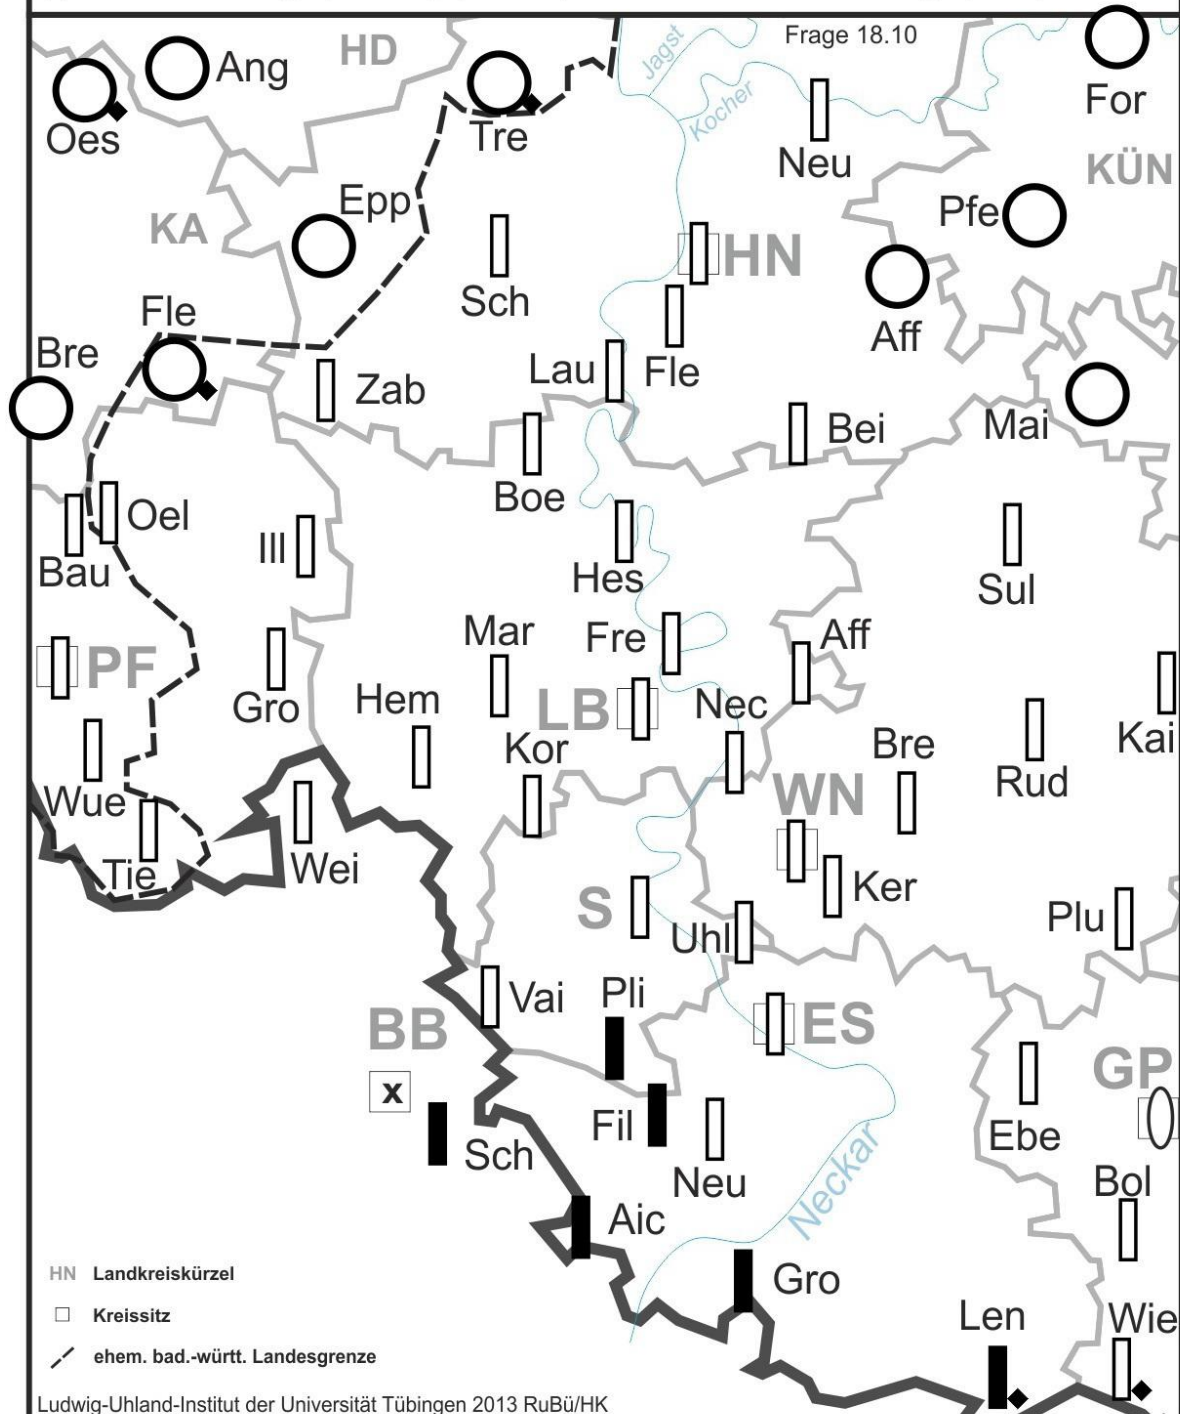 Frage 18.10
HD
Jagst
Ang
For
Oes
Tre
Kocher
Neu
KÜN
Epp
Pfe
KA
HN
Sch
Aff
Fle
Bre
Lau
Fle
Zab
Mai
Bei
Boe
Oel
Ill
Bau
Hes
Sul
Mar
Fre
Aff
PF
Gro
Hem
LB
Nec
Kor
Bre
Kai
Rud
WN
Wue
Tie
Wei
Ker
S
Uhl
Plu
Vai
Pli
BB
ES
GP
x
Fil
Ebe
Sch
Neu
Neckar
Bol
Aic
Gro
HN Landkreiskürzel
Len
Wie
Kreissitz
ehem. bad.-württ. Landesgrenze
Ludwig-Uhland-Institut der Universität Tübingen 2013 RuBü/HK